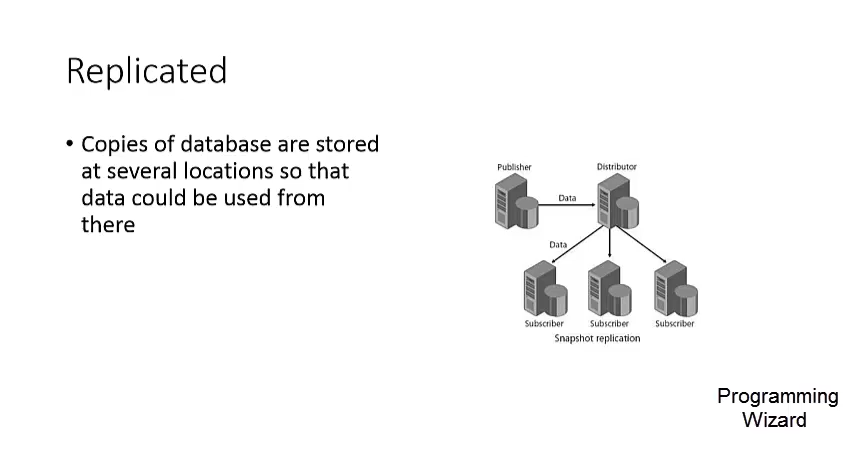 Replicated
• Copies of database are stored
at several locations so that
data could be used from
there
Publisher
Distributor
Data
Data
Subscriber
Subscriber
Subscriber
Snapshot replication
Programming
Wizard